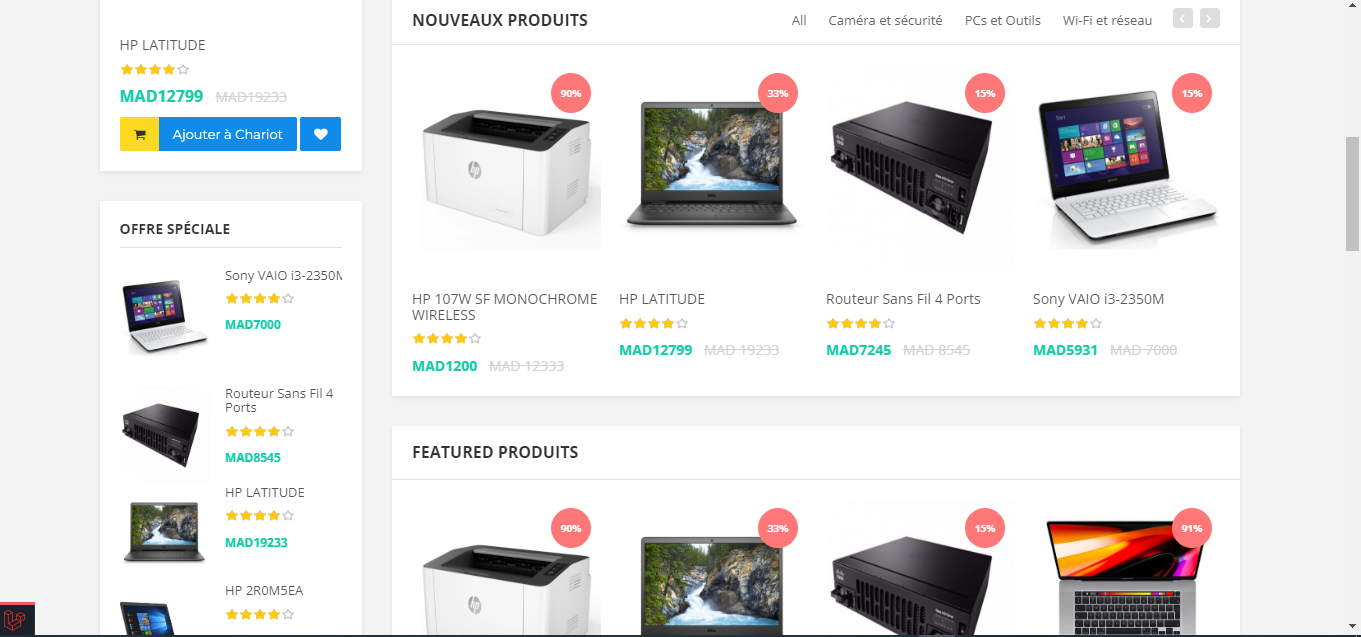 HP LATITUDE
MAD12799 MAD19233
Ajouter à Chariot
OFFRE SPÉCIALE
Sony VAIO i3-2350M
MAD7000
Routeur Sans Fil 4
Ports
MAD8545
HP LATITUDE
MAD19233
HP 2R0M5EA
NOUVEAUX PRODUITS
All Caméra et sécurité PCs et Outils Wi-Fi et réseau
90%
33%
15%
15%
HP 107W SF MONOCHROME
WIRELESS
MAD1200 MAD 12333
HP LATITUDE
MAD12799 MAD 19233
Routeur Sans Fil 4 Ports
MAD7245 MAD 8545
Sony VAIO i3-2350M
MAD5931 MAD 7000
FEATURED PRODUITS
90%
33%
15%
91%